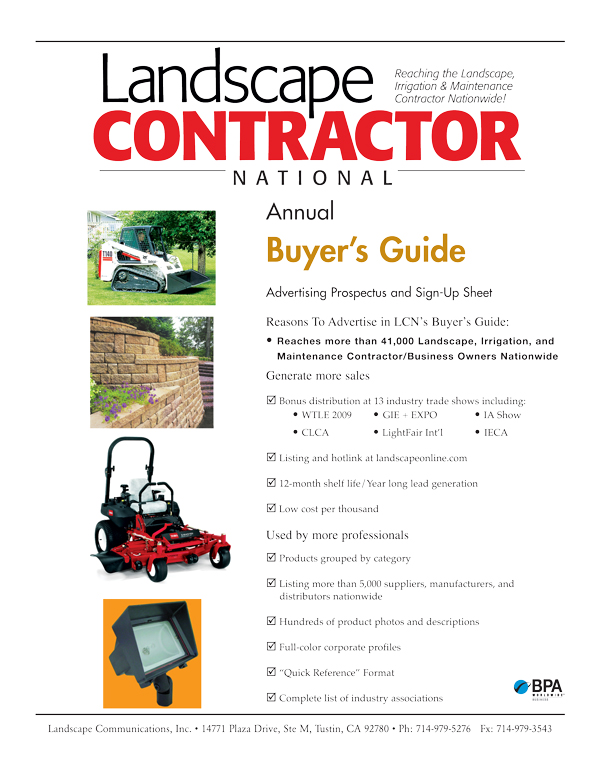 Landscape
Reaching the Landscape,
Irrigation & Maintenance
Contractor Nationwide!
CONTRACTOR
NATIONAL
Annual
Buyer's Guide
Advertising Prospectus and Sign-Up Sheet
Reasons To Advertise in LCN's Buyer's Guide:
• Reaches more than 41,000 Landscape, Irrigation, and
Maintenance Contractor/Business Owners Nationwide
Generate more sales
☑ Bonus distribution at 13 industry trade shows including:
• WTLE 2009 • GIE + EXPO • IA Show
• CLCA • LightFair Int'l • IECA
☑ Listing and hotlink at landscapeonline.com
☑ 12-month shelf life/Year long lead generation
☑ Low cost per thousand
Used by more professionals
☑ Products grouped by category
☑ Listing more than 5,000 suppliers, manufacturers, and
distributors nationwide
☑ Hundreds of product photos and descriptions
☑ Full-color corporate profiles
☑ "Quick Reference" Format
☑ Complete list of industry associations
T140
BPA
WORLDWIDE
Landscape Communications, Inc. • 14771 Plaza Drive, Ste M, Tustin, CA 92780 • Ph: 714-979-5276 Fx: 714-979-3543